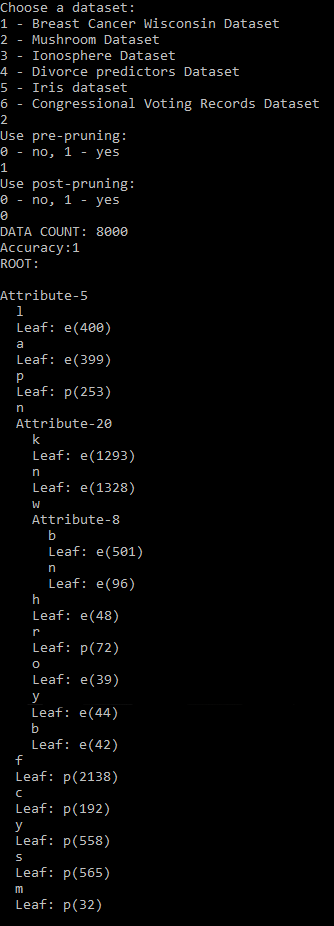 Choose a dataset:
1 - Breast Cancer Wisconsin Dataset
2 - Mushroom Dataset
3 - Ionosphere Dataset
4 - Divorce predictors Dataset
5 - Iris dataset
6 - Congressional Voting Records Dataset
2
Use pre-pruning:
0 - no, 1 - yes
1
Use post-pruning:
0 - no, 1 - yes
0
DATA COUNT: 8000
Accuracy:1
ROOT:
Attribute-5
l
Leaf: e(400)
a
Leaf: e(399)
p
Leaf: p(253)
n
Attribute-20
k
Leaf: e(1293)
n
Leaf: e(1328)
w
Attribute-8
b
Leaf: e(501)
n
Leaf: e(96)
h
Leaf: e(48)
r
Leaf: p(72)
o
Leaf: e(39)
y
Leaf: e(44)
b
Leaf: e(42)
f
Leaf: p(2138)
c
Leaf: p(192)
y
Leaf: p(558)
s
Leaf: p(565)
m
Leaf: p(32)